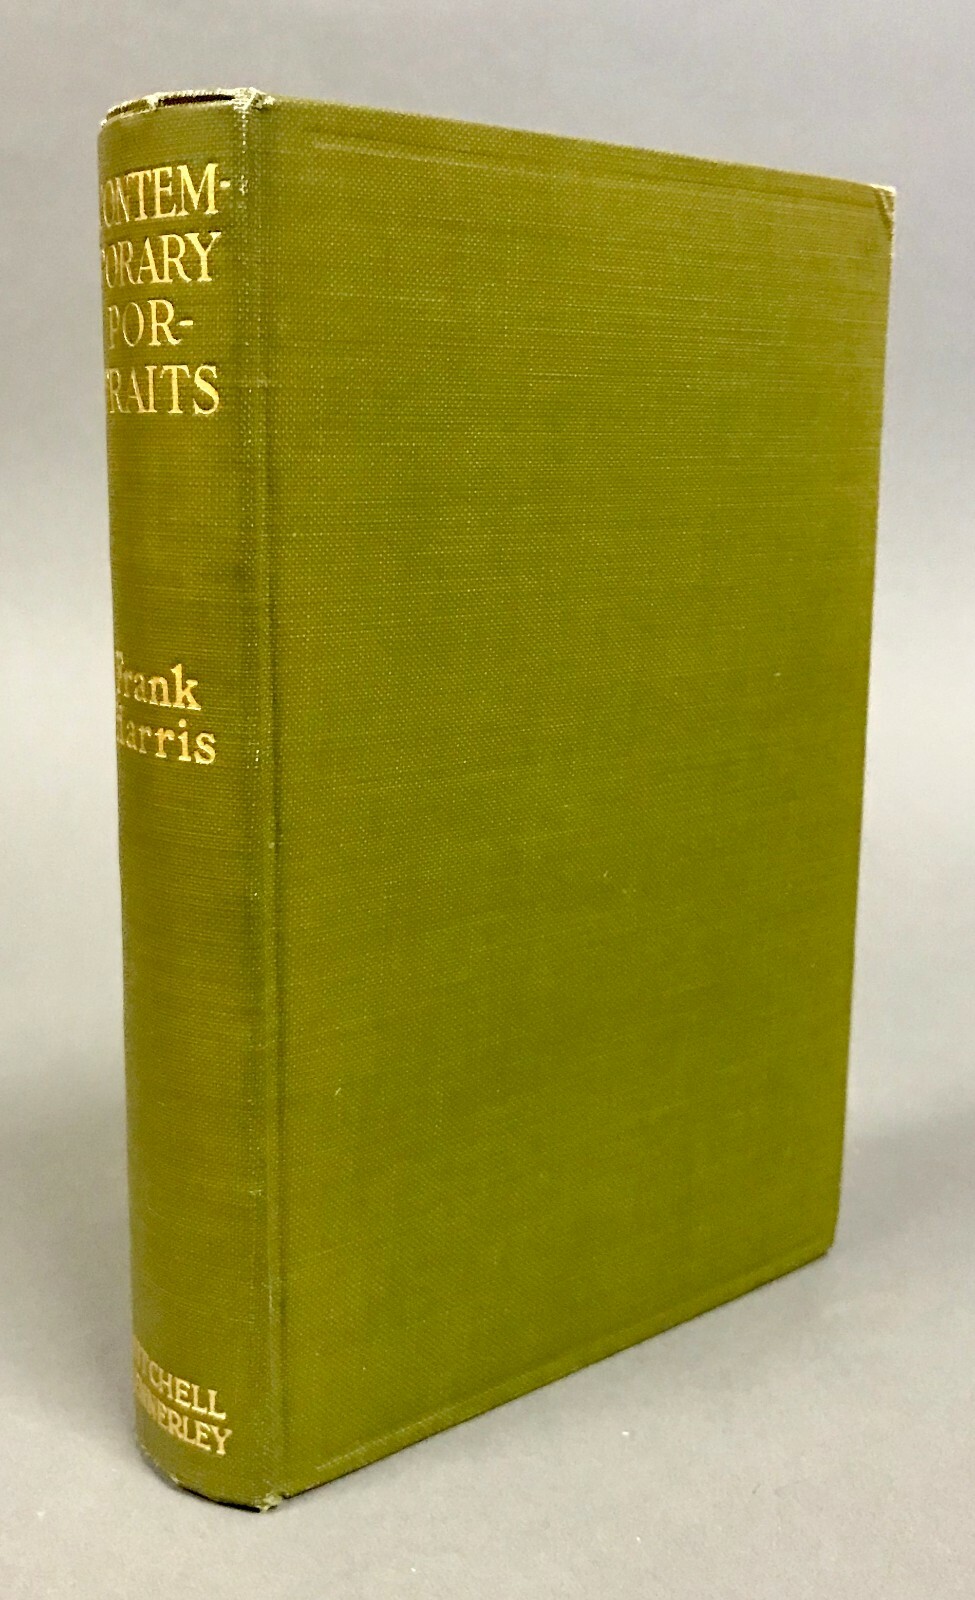 CONTEM-
PORARY
POR-
TRAITS
Frank
Harris
MITCHELL
KENNERLEY